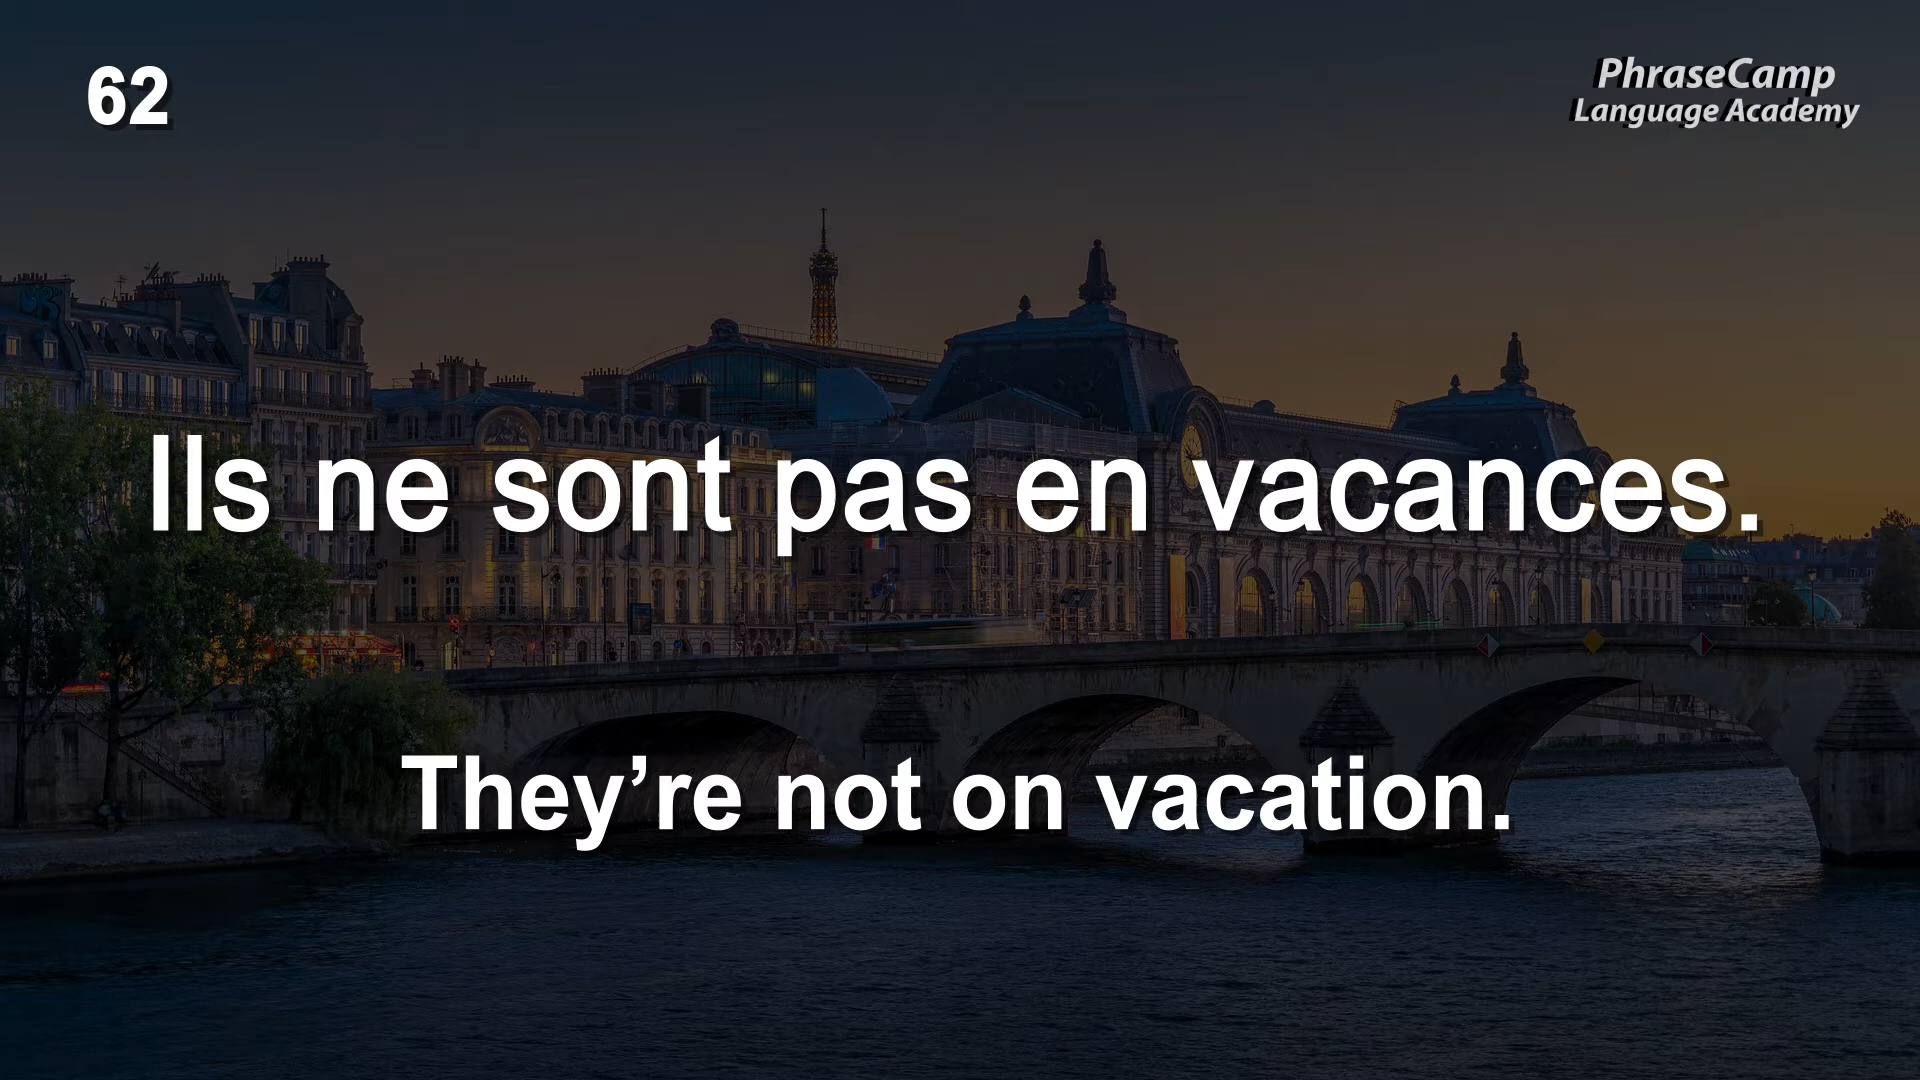 62
PhraseCamp
Language Academy
Ils ne sont pas en vacances.
They’re not on vacation.